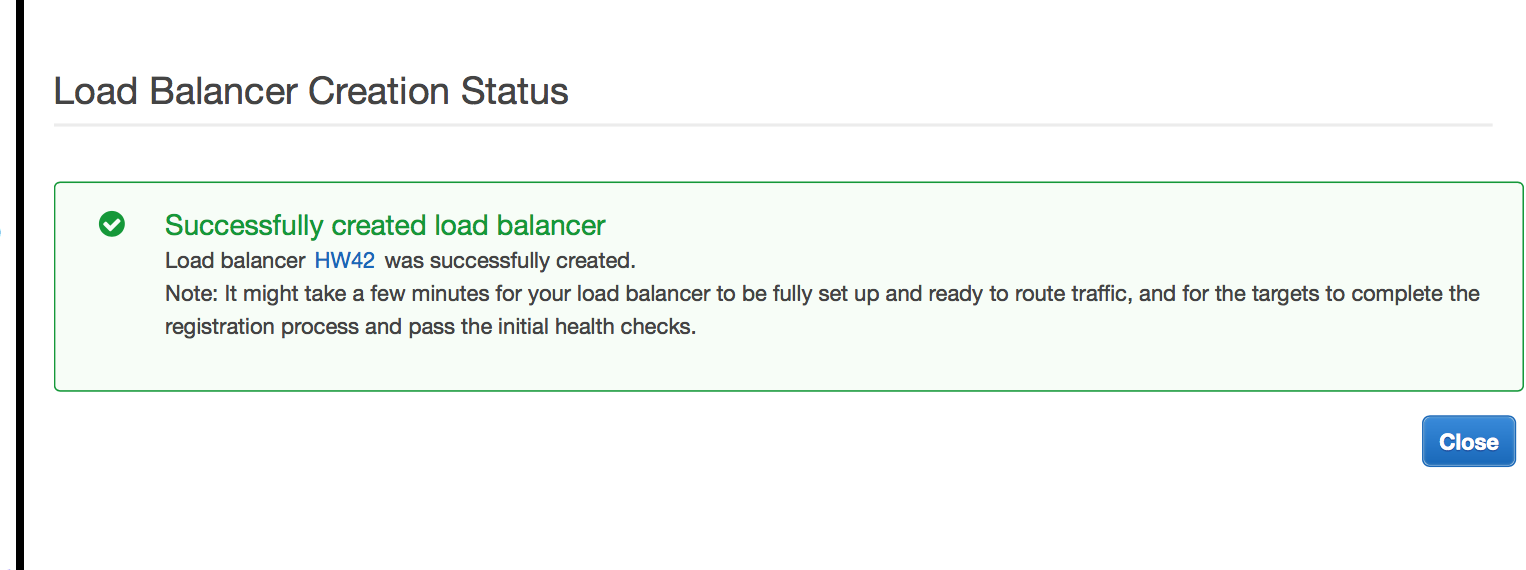 Load Balancer Creation Status
Successfully created load balancer
Load balancer HW42 was successfully created.
Note: It might take a few minutes for your load balancer to be fully set up and ready to route traffic, and for the targets to complete the
registration process and pass the initial health checks.
Close